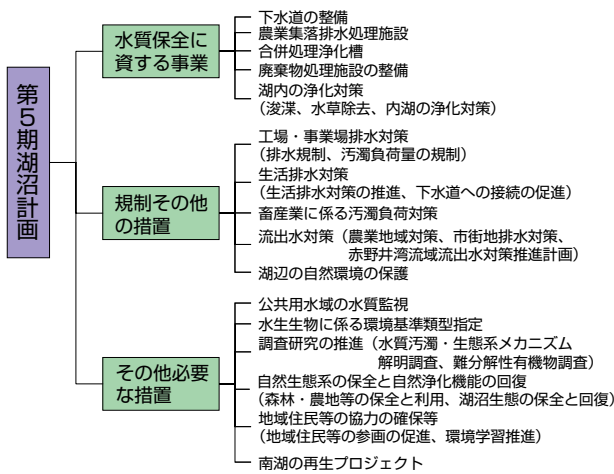 第5期湖沼計画
水質保全に
資する事業
下水道の整備
農業集落排水処理施設
合併処理浄化槽
廃棄物処理施設の整備
湖内の浄化対策
(浚渫、水草除去、内湖の浄化対策)
規制その他
の措置
工場・事業場排水対策
(排水規制、汚濁負荷量の規制)
生活排水対策
(生活排水対策の推進、下水道への接続の促進)
畜産業に係る汚濁負荷対策
流出水対策(農業地域対策、市街地排水対策、
赤野井湾流域流出水対策推進計画)
湖辺の自然環境の保護
その他必要
な措置
公共用水域の水質監視
水生生物に係る環境基準類型指定
調査研究の推進(水質汚濁・生態系メカニズム
解明調査、難分解性有機物調査)
自然生態系の保全と自然浄化機能の回復
(森林・農地等の保全と利用、湖沼生態の保全と回復)
地域住民等の協力の確保等
(地域住民等の参画の促進、環境学習推進)
南湖の再生プロジェクト